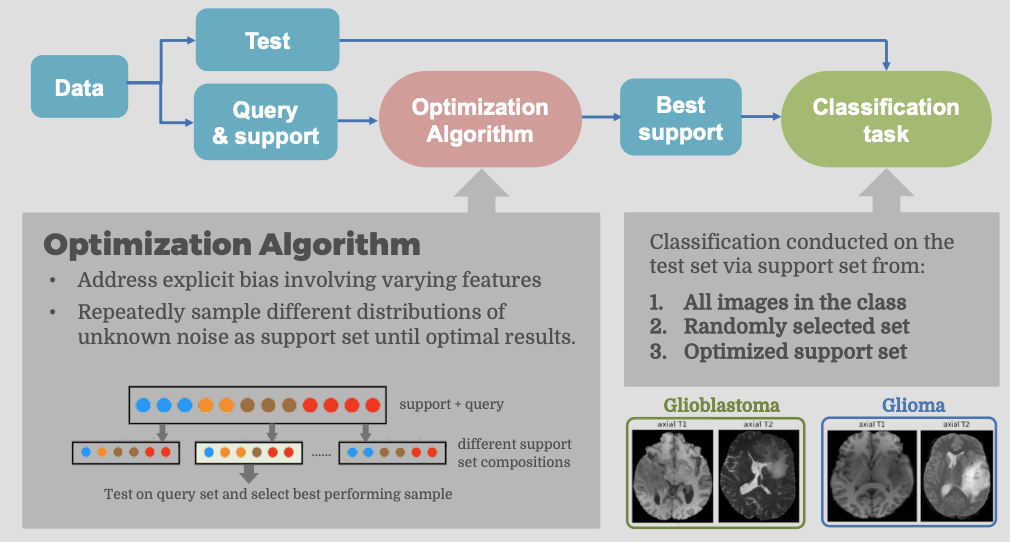 Data
Test
Query
& support
Optimization
Algorithm
Best
support
Classification
task
Optimization Algorithm
• Address explicit bias involving varying features
• Repeatedly sample different distributions of
unknown noise as support set until optimal results.
support + query
......
different support
set compositions
Test on query set and select best performing sample
Classification conducted on the
test set via support set from:
1. All images in the class
2. Randomly selected set
3. Optimized support set
Glioblastoma
axial T1
axial T2
Glioma
axial T1
axial T2